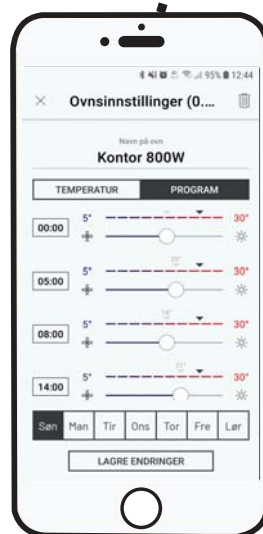 95% 12:44
Ovnsinnstillinger (0....
Navn på ovn
Kontor 800W
TEMPERATUR PROGRAM
00:00 5° 30°
05:00 5° 30°
08:00 5° 30°
14:00 5° 30°
Søn Man Tir Ons Tor Fre Lør
LAGRE ENDRINGER